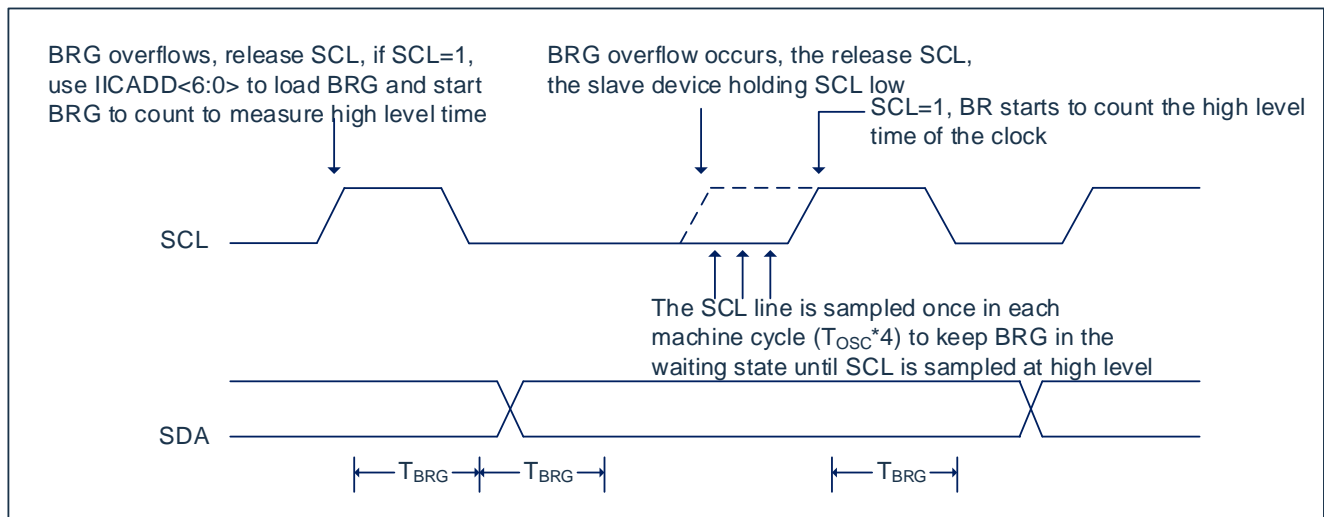 BRG overflows, release SCL, if SCL=1,
use IICADD<6:0> to load BRG and start
BRG to count to measure high level time
BRG overflow occurs, the release SCL,
the slave device holding SCL low
SCL=1, BR starts to count the high level
time of the clock
SCL
The SCL line is sampled once in each
machine cycle (TOSC*4) to keep BRG in the
waiting state until SCL is sampled at high level
SDA
TBRG
TBRG
TBRG